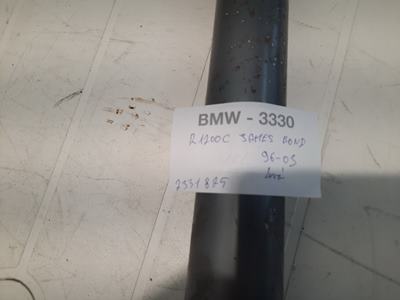 BMW - 3330
R1200C JAMES BOND
96-05
2331825